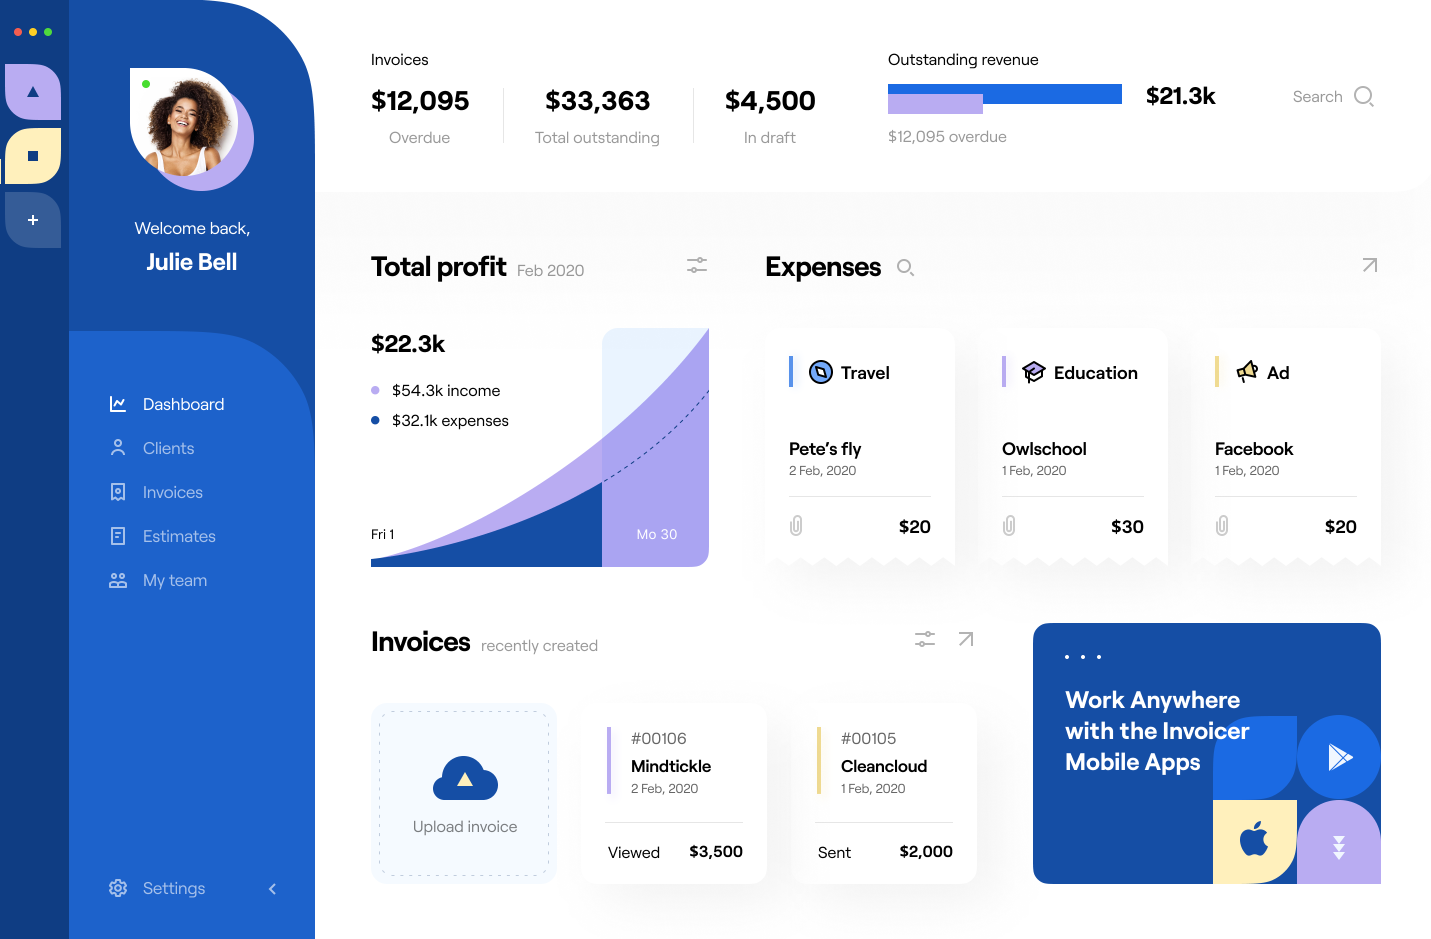 Welcome back,
Julie Bell
Dashboard
Clients
Invoices
Estimates
My team
Settings
Invoices
$12,095
Overdue
$33,363
Total outstanding
$4,500
In draft
Outstanding revenue
$21.3k
$12,095 overdue
Search
Total profit Feb 2020
$22.3k
$54.3k income
$32.1k expenses
Fri 1
Mo 30
Expenses
Travel
Pete’s fly
2 Feb, 2020
$20
Education
Owlschool
1 Feb, 2020
$30
Ad
Facebook
1 Feb, 2020
$20
Invoices recently created
Upload invoice
#00106
Mindtickle
2 Feb, 2020
Viewed $3,500
#00105
Cleancloud
1 Feb, 2020
Sent $2,000
Work Anywhere
with the Invoicer
Mobile Apps